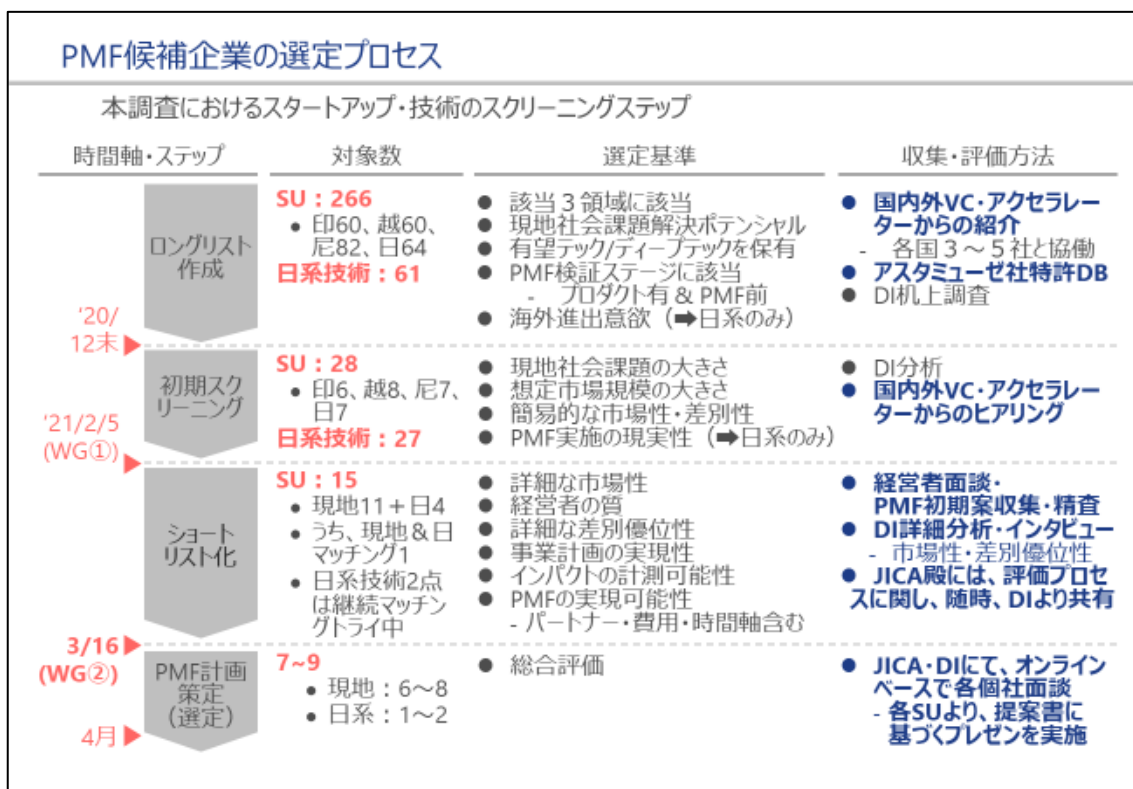 PMF候補企業の選定プロセス
本調査におけるスタートアップ・技術のスクリーニングステップ
時間軸・ステップ
対象数
選定基準
収集・評価方法
ロングリスト
作成
SU：266
• 印60、越60、
尼82、日64
日系技術：61
● 該当３領域に該当
● 現地社会課題解決ポテンシャル
● 有望テック/ディープテックを保有
● PMF検証ステージに該当
- プロダクト有 & PMF前
● 海外進出意欲（➡日系のみ）
● 国内外VC・アクセラレー
ターからの紹介
- 各国３～５社と協働
● アスタミューゼ社特許DB
● DI机上調査
'20/
12末▶
初期スク
リーニング
SU：28
• 印6、越8、尼7、
日7
日系技術：27
● 現地社会課題の大きさ
● 想定市場規模の大きさ
● 簡易的な市場性・差別性
● PMF実施の現実性（➡日系のみ）
● DI分析
● 国内外VC・アクセラレー
ターからのヒアリング
'21/2/5
(WG①)▶
ショート
リスト化
SU：15
• 現地11＋日4
• うち、現地＆日
マッチング1
• 日系技術2点
は継続マッチン
グトライ中
● 詳細な市場性
● 経営者の質
● 詳細な差別優位性
● 事業計画の実現性
● インパクトの計測可能性
● PMFの実現可能性
- パートナー・費用・時間軸含む
● 経営者面談・
PMF初期案収集・精査
● DI詳細分析・インタビュー
- 市場性・差別優位性
● JICA殿には、評価プロセ
スに関し、随時、DIより共有
3/16▶
(WG②)
PMF計画
策定
(選定)
7~9
• 現地：6～8
• 日系：1～2
● 総合評価
● JICA・DIにて、オンライン
ベースで各個社面談
- 各SUより、提案書に
基づくプレゼンを実施
4月▶